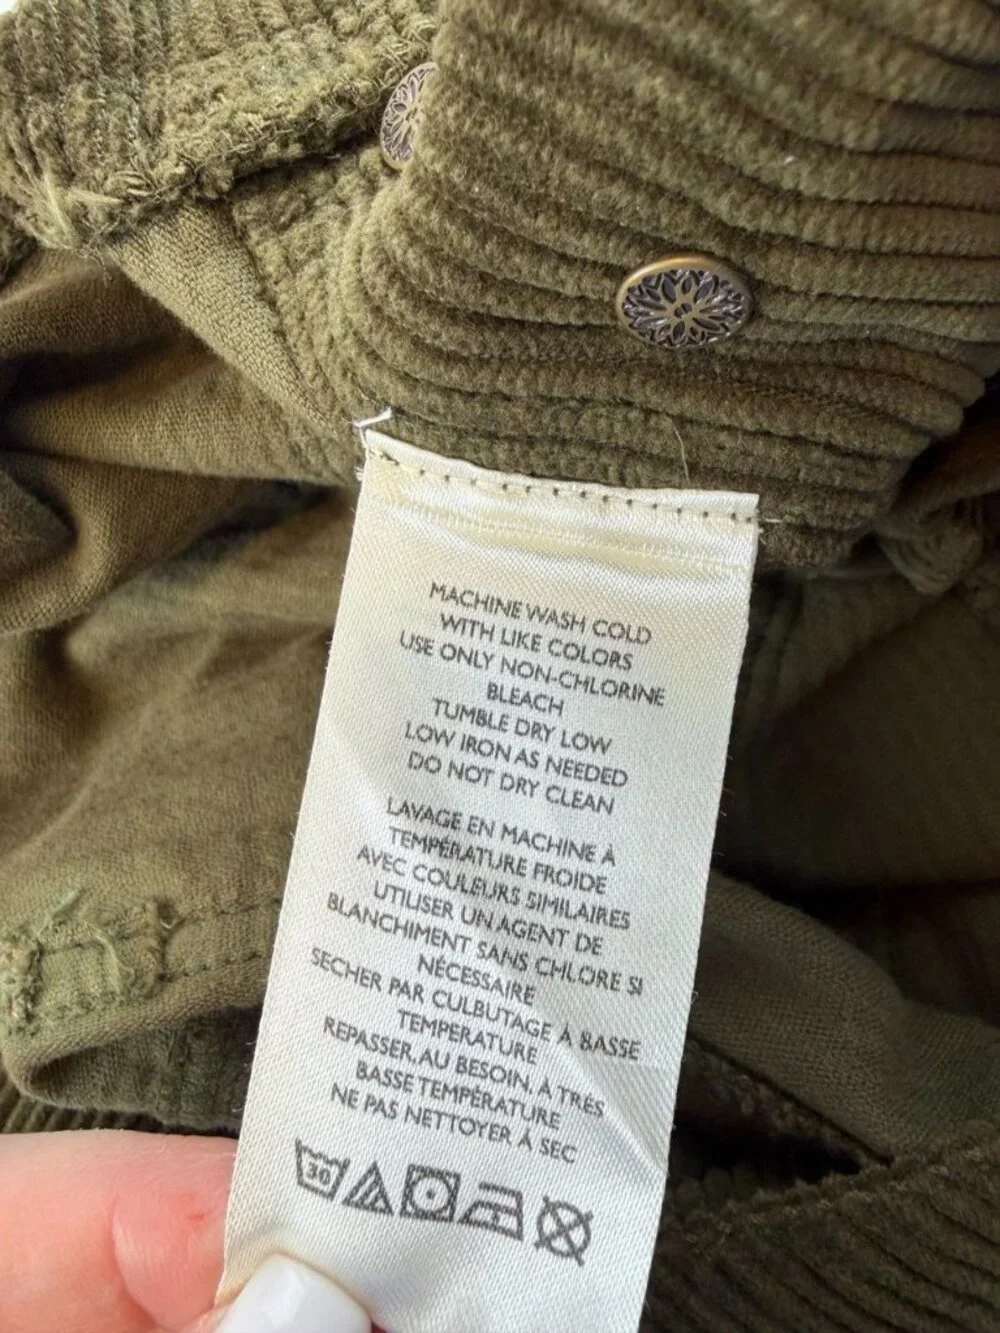 MACHINE WASH COLD
WITH LIKE COLORS
USE ONLY NON-CHLORINE
BLEACH
TUMBLE DRY LOW
LOW IRON AS NEEDED
DO NOT DRY CLEAN
LAVAGE EN MACHINE À
TEMPÉRATURE FROIDE
AVEC COULEURS SIMILAIRES
UTILISER UN AGENT DE
BLANCHIMENT SANS CHLORE SI
NÉCESSAIRE
SECHER PAR CULBUTAGE À BASSE
TEMPERATURE
REPASSER, AU BESOIN, À TRÈS
BASSE TEMPÉRATURE
NE PAS NETTOYER À SEC
30